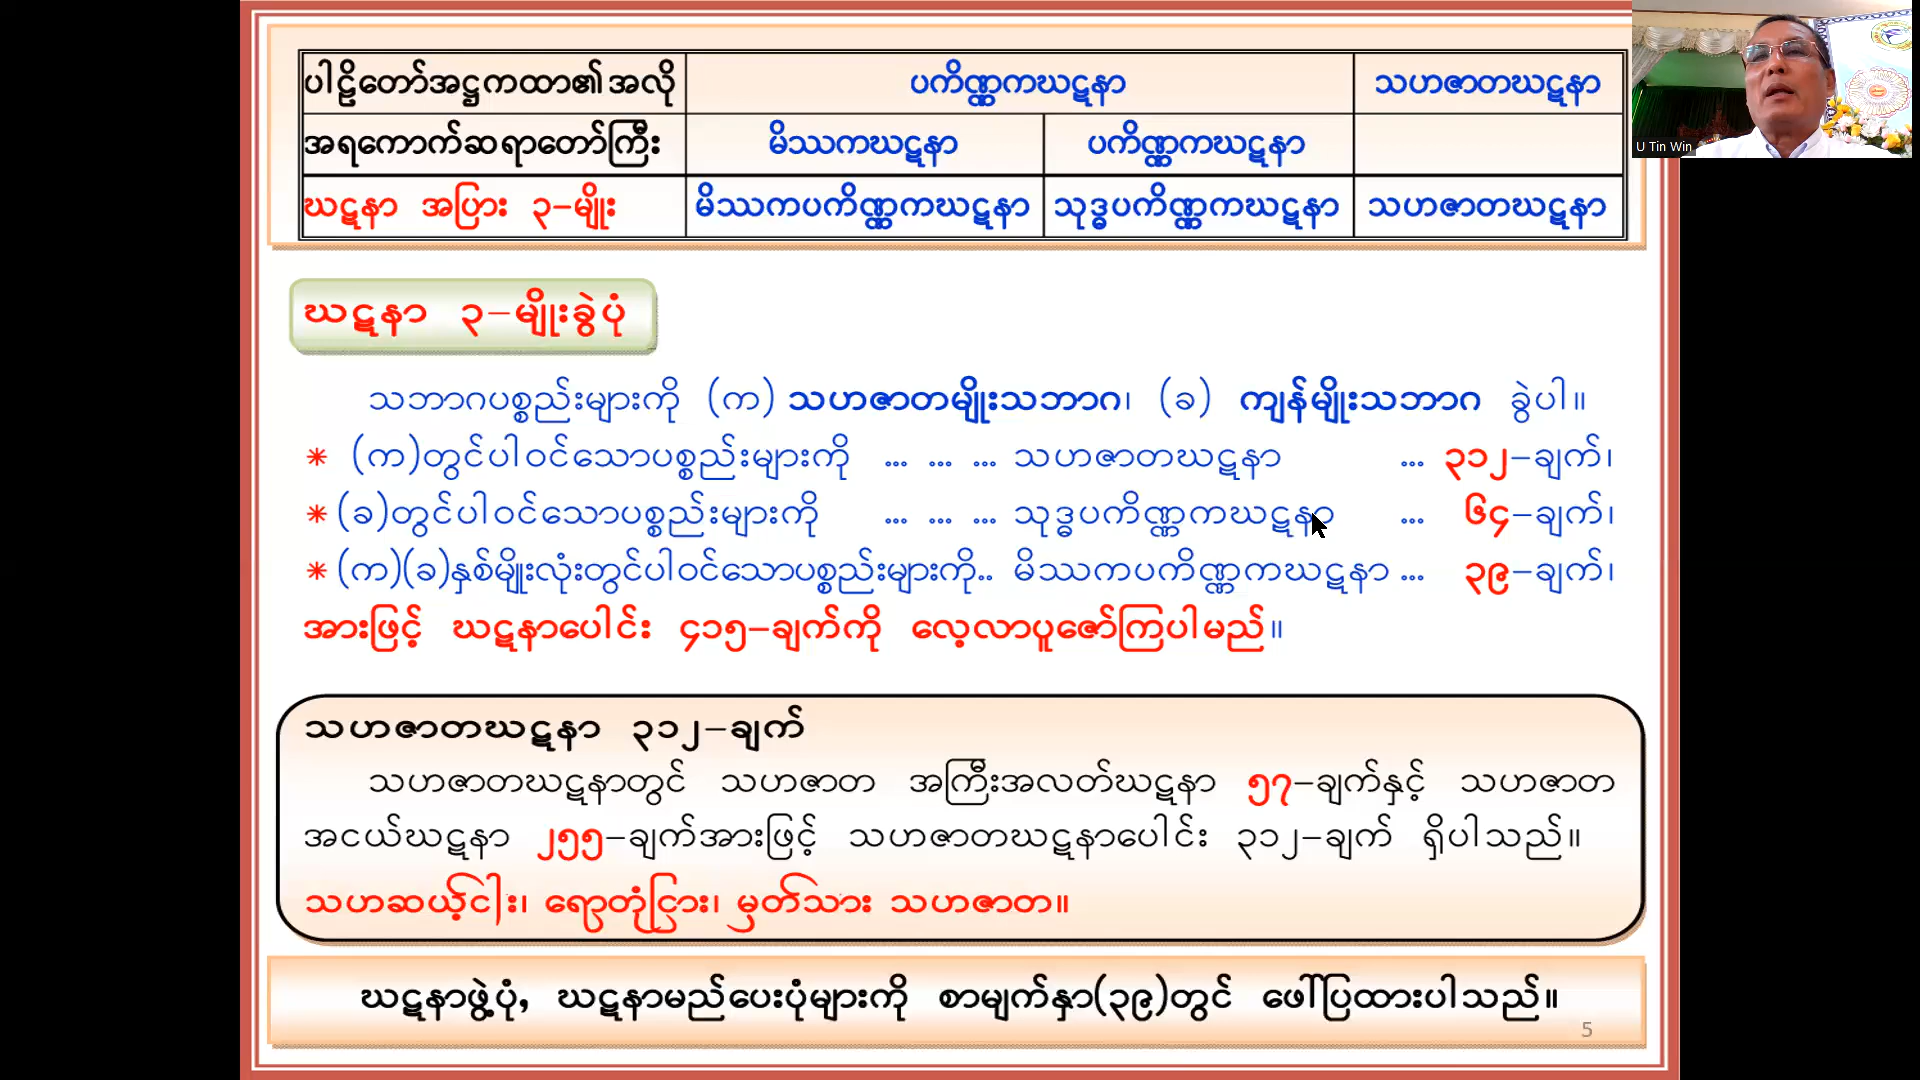 ပါဠိတော်အဋ္ဌကထာ၏အလို ပကိဏ္ဏကဃဋနာ သဟဇာတဃဋနာ
အရကောက်ဆရာတော်ကြီး မိဿကဃဋနာ ပကိဏ္ဏကဃဋနာ
ဃဋနာ အပြား ၃–မျိုး မိဿကပကိဏ္ဏကဃဋနာ သုဒ္ဓပကိဏ္ဏကဃဋနာ သဟဇာတဃဋနာ
U Tin Win
ဃဋနာ ၃–မျိုးခွဲပုံ
သဘာဂပစ္စည်းများကို (က) သဟဇာတမျိုးသဘာဂ၊ (ခ) ကျန်မျိုးသဘာဂ ခွဲပါ။
* (က)တွင်ပါဝင်သောပစ္စည်းများကို ... ... ... သဟဇာတဃဋနာ ... ၃၁၂–ချက်၊
* (ခ)တွင်ပါဝင်သောပစ္စည်းများကို ... ... ... သုဒ္ဓပကိဏ္ဏကဃဋနာ ... ၆၄–ချက်၊
* (က)(ခ)နှစ်မျိုးလုံးတွင်ပါဝင်သောပစ္စည်းများကို.. မိဿကပကိဏ္ဏကဃဋနာ ... ၃၉–ချက်၊
အားဖြင့် ဃဋနာပေါင်း ၄၁၅–ချက်ကို လေ့လာပူဇော်ကြပါမည်။
သဟဇာတဃဋနာ ၃၁၂–ချက်
သဟဇာတဃဋနာတွင် သဟဇာတ အကြီးအလတ်ဃဋနာ ၅၇–ချက်နှင့် သဟဇာတ
အငယ်ဃဋနာ ၂၅၅–ချက်အားဖြင့် သဟဇာတဃဋနာပေါင်း ၃၁၂–ချက် ရှိပါသည်။
သဟဆယ့်ငါး၊ ရောတုံငြား၊ မှတ်သား သဟဇာတ။
ဃဋနာဖွဲ့ပုံ, ဃဋနာမည်ပေးပုံများကို စာမျက်နှာ(၃၉)တွင် ဖေါ်ပြထားပါသည်။
5